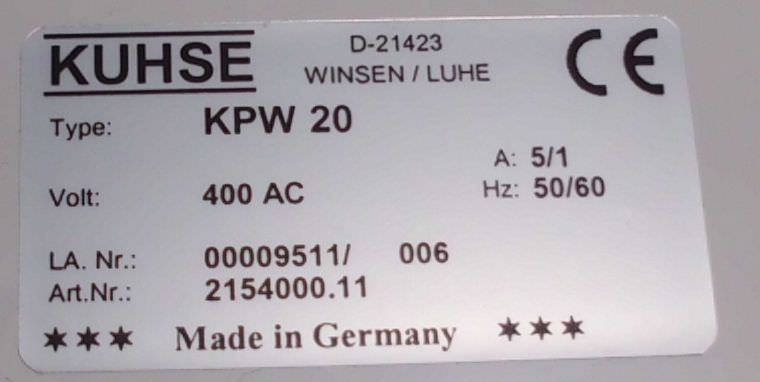 KUHSE
D-21423
WINSEN / LUHE
CE
Type: KPW 20
A: 5/1
Volt: 400 AC
Hz: 50/60
LA. Nr.: 00009511/ 006
Art.Nr.: 2154000.11
✶✶✶ Made in Germany ✶✶✶